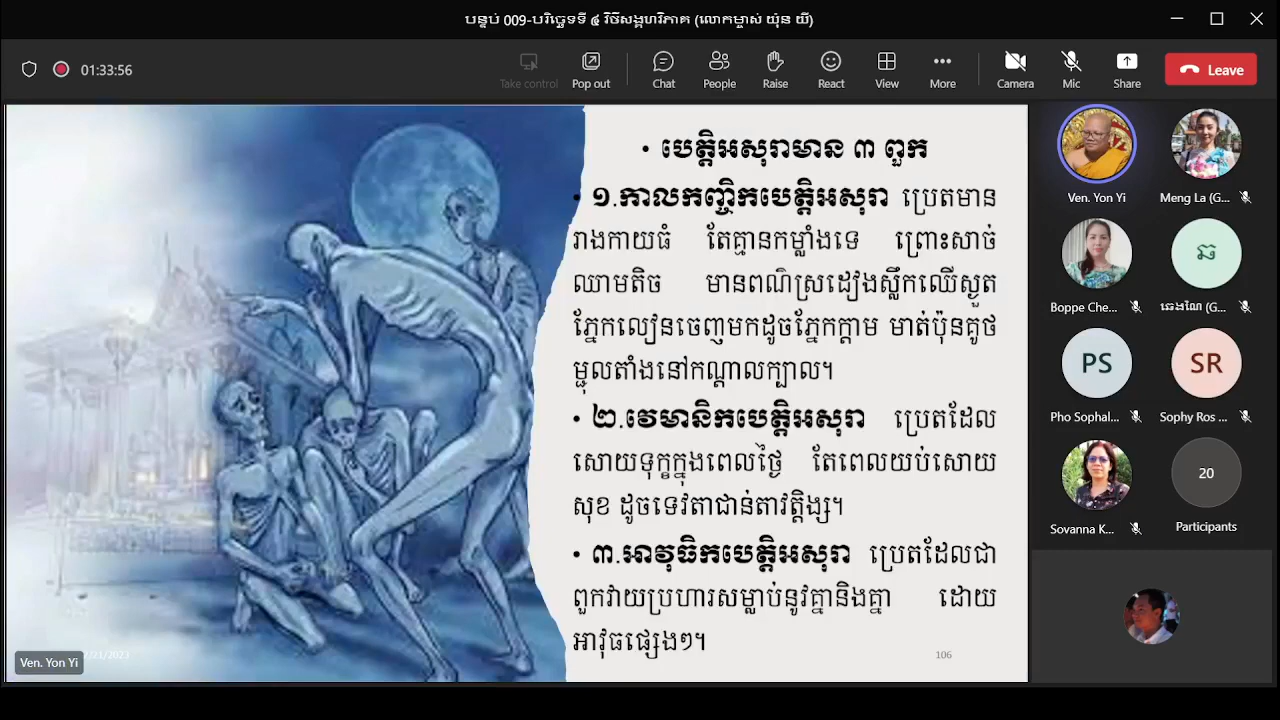 បន្ទប់ 009-បរិច្ឆេទទី ៤ វិថីសង្គហវិភាគ (លោកម្ចាស់ យ៉ុន យី)
01:33:56
Take control
Pop out
Chat
People
Raise
React
View
More
Camera
Mic
Share
Leave
• បេត្តិអសុរាមាន ៣ ពួក
• ១.កាលកញ្ចិកបេត្តិអសុរា ប្រេតមាន
រាងកាយធំ តែគ្មានកម្លាំងទេ ព្រោះសាច់
ឈាមតិច មានពណ៌ស្រដៀងស្លឹកឈើស្ងួត
ភ្នែកលៀនចេញមកដូចភ្នែកក្តាម មាត់ប៉ុនគូថ
ម្ជុលតាំងនៅកណ្តាលក្បាល។
• ២.វេមានិកបេត្តិអសុរា ប្រេតដែល
សោយទុក្ខក្នុងពេលថ្ងៃ តែពេលយប់សោយ
សុខ ដូចទេវតាជាន់តាវត្តិង្ស។
• ៣.អាវុធិកបេត្តិអសុរា ប្រេតដែលជា
ពួកវាយប្រហារសម្លាប់នូវគ្នានិងគ្នា ដោយ
អាវុធផ្សេងៗ។
106
Ven. Yon Yi
Ven. Yon Yi
Meng La (G...
Boppe Che...
ឆ
ឆេងណៃ (G...
PS
Pho Sophal...
SR
Sophy Ros ...
Sovanna K...
20
Participants